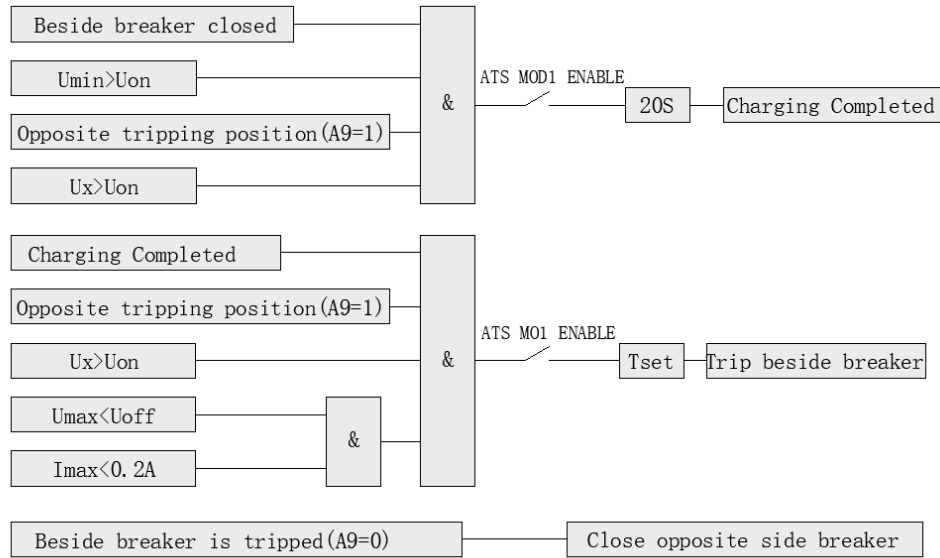 Beside breaker closed
Umin>Uon
Opposite tripping position(A9=1)
Ux>Uon
&
ATS MOD1 ENABLE
20S
Charging Completed
Charging Completed
Opposite tripping position(A9=1)
Ux>Uon
Umax<Uoff
Imax<0.2A
&
&
ATS MO1 ENABLE
Tset
Trip beside breaker
Beside breaker is tripped(A9=0)
Close opposite side breaker